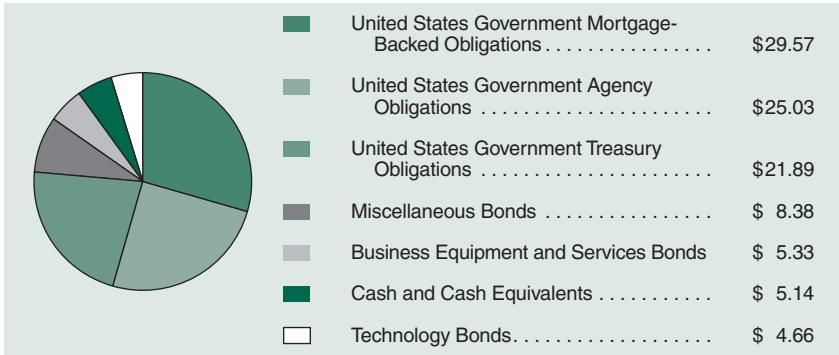 United States Government Mortgage-
Backed Obligations................ $29.57
United States Government Agency
Obligations ...................... $25.03
United States Government Treasury
Obligations ...................... $21.89
Miscellaneous Bonds ................ $ 8.38
Business Equipment and Services Bonds $ 5.33
Cash and Cash Equivalents ........... $ 5.14
Technology Bonds................... $ 4.66